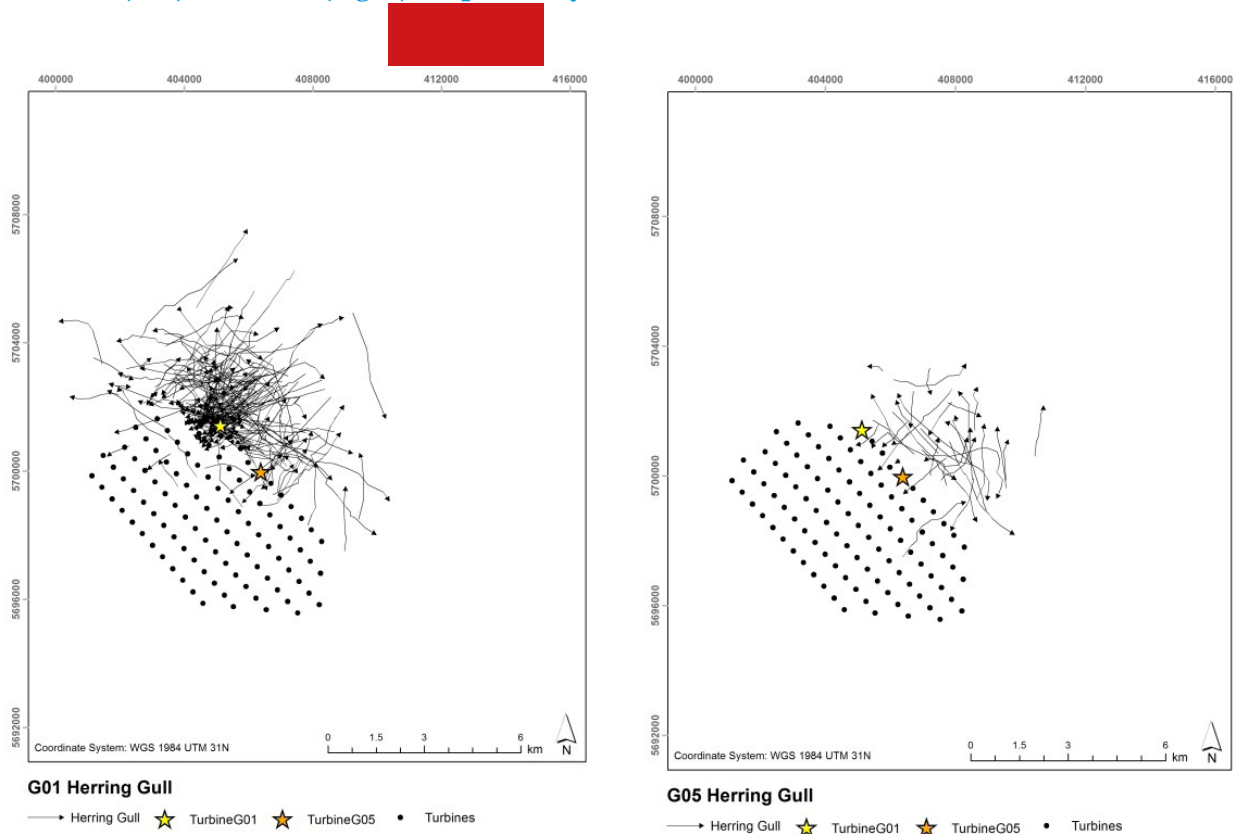 400000 404000 408000 412000 416000
5708000
5704000
5700000
5696000
5692000
Coordinate System: WGS 1984 UTM 31N
0 1.5 3 6 km
N
G01 Herring Gull
Herring Gull TurbineG01 TurbineG05 Turbines
400000 404000 408000 412000 416000
5708000
5704000
5700000
5696000
5692000
Coordinate System: WGS 1984 UTM 31N
0 1.5 3 6 km
N
G05 Herring Gull
Herring Gull TurbineG01 TurbineG05 Turbines